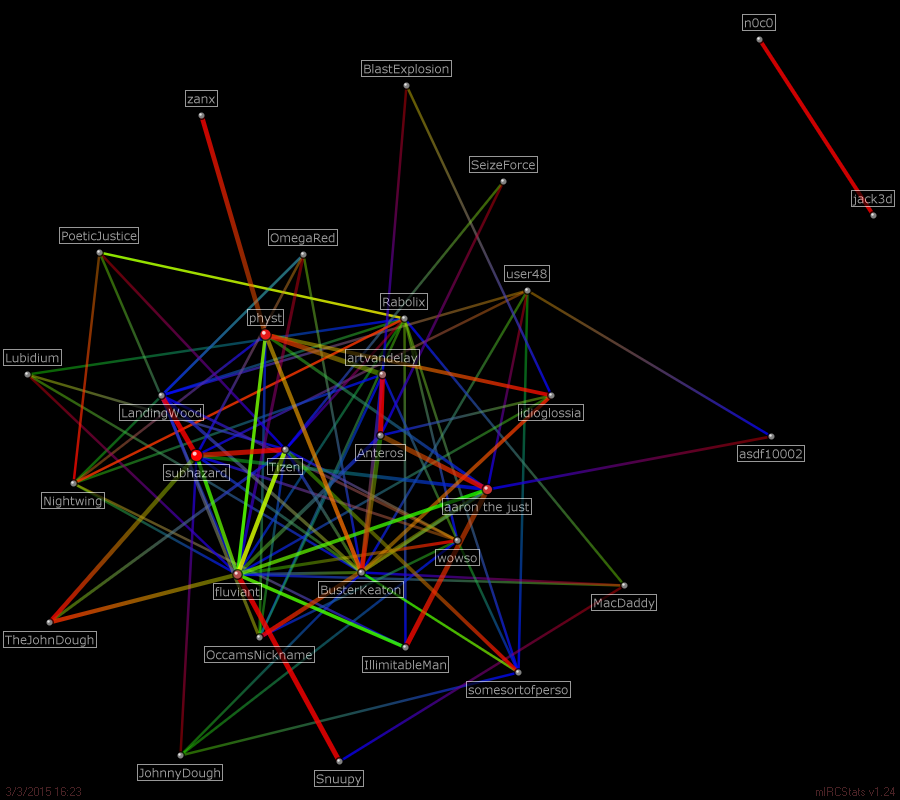 n0c0
BlastExplosion
zanx
SeizeForce
jack3d
PoeticJustice
OmegaRed
user48
Rabolix
physt
Lubidium
artvandelay
LandingWood
idioglossia
Anteros
asdf10002
Tizen
subhazard
Nightwing
aaron the just
wowso
fluviant
BusterKeaton
MacDaddy
TheJohnDough
OccamsNickname
IllimitableMan
somesortofperso
JohnnyDough
Snuupy
3/3/2015 16:23
mIRCStats v1.24